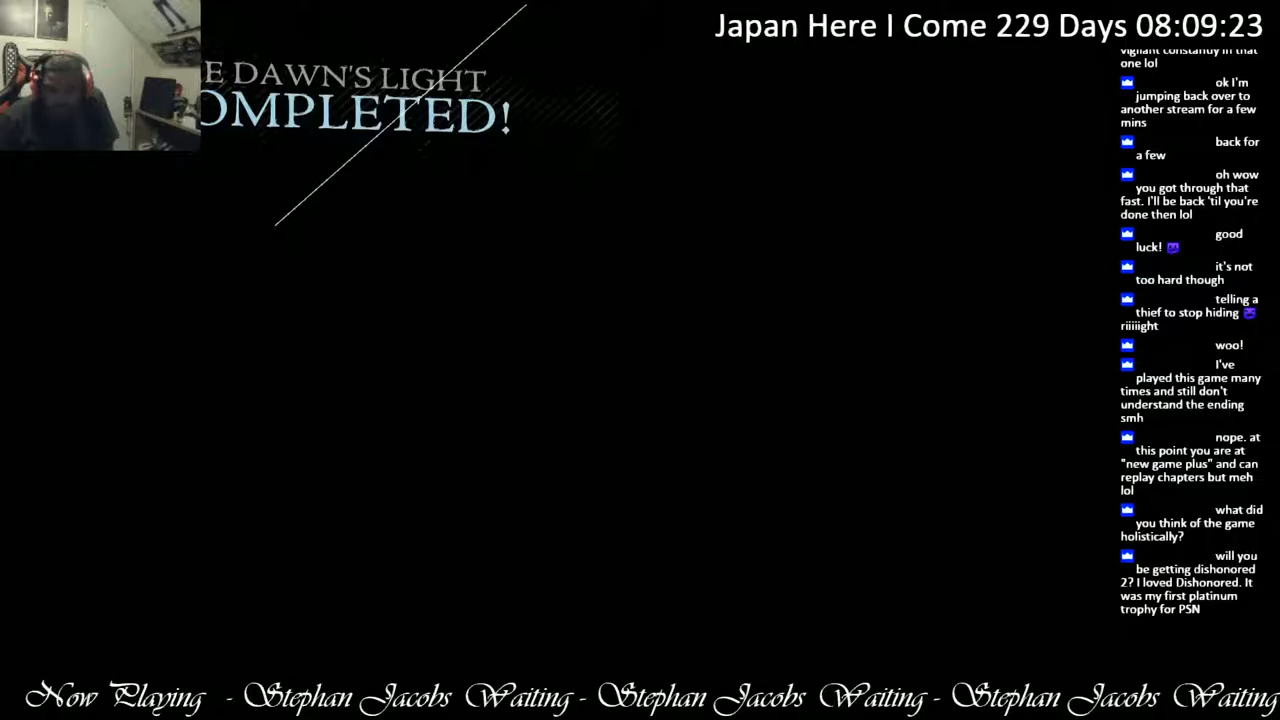 Japan Here I Come 229 Days 08:09:23
E DAWN'S LIGHT
OMPLETED!
vigilant constantly in that
one lol
ok I'm
jumping back over to
another stream for a few
mins
back for
a few
oh wow
you got through that
fast. I'll be back 'til you're
done then lol
good
luck!
it's not
too hard though
telling a
thief to stop hiding
riiiiight
woo!
I've
played this game many
times and still don't
understand the ending
smh
nope. at
this point you are at
"new game plus" and can
replay chapters but meh
lol
what did
you think of the game
holistically?
will you
be getting dishonored
2? I loved Dishonored. It
was my first platinum
trophy for PSN
Now Playing - Stephan Jacobs Waiting - Stephan Jacobs Waiting - Stephan Jacobs Waiting